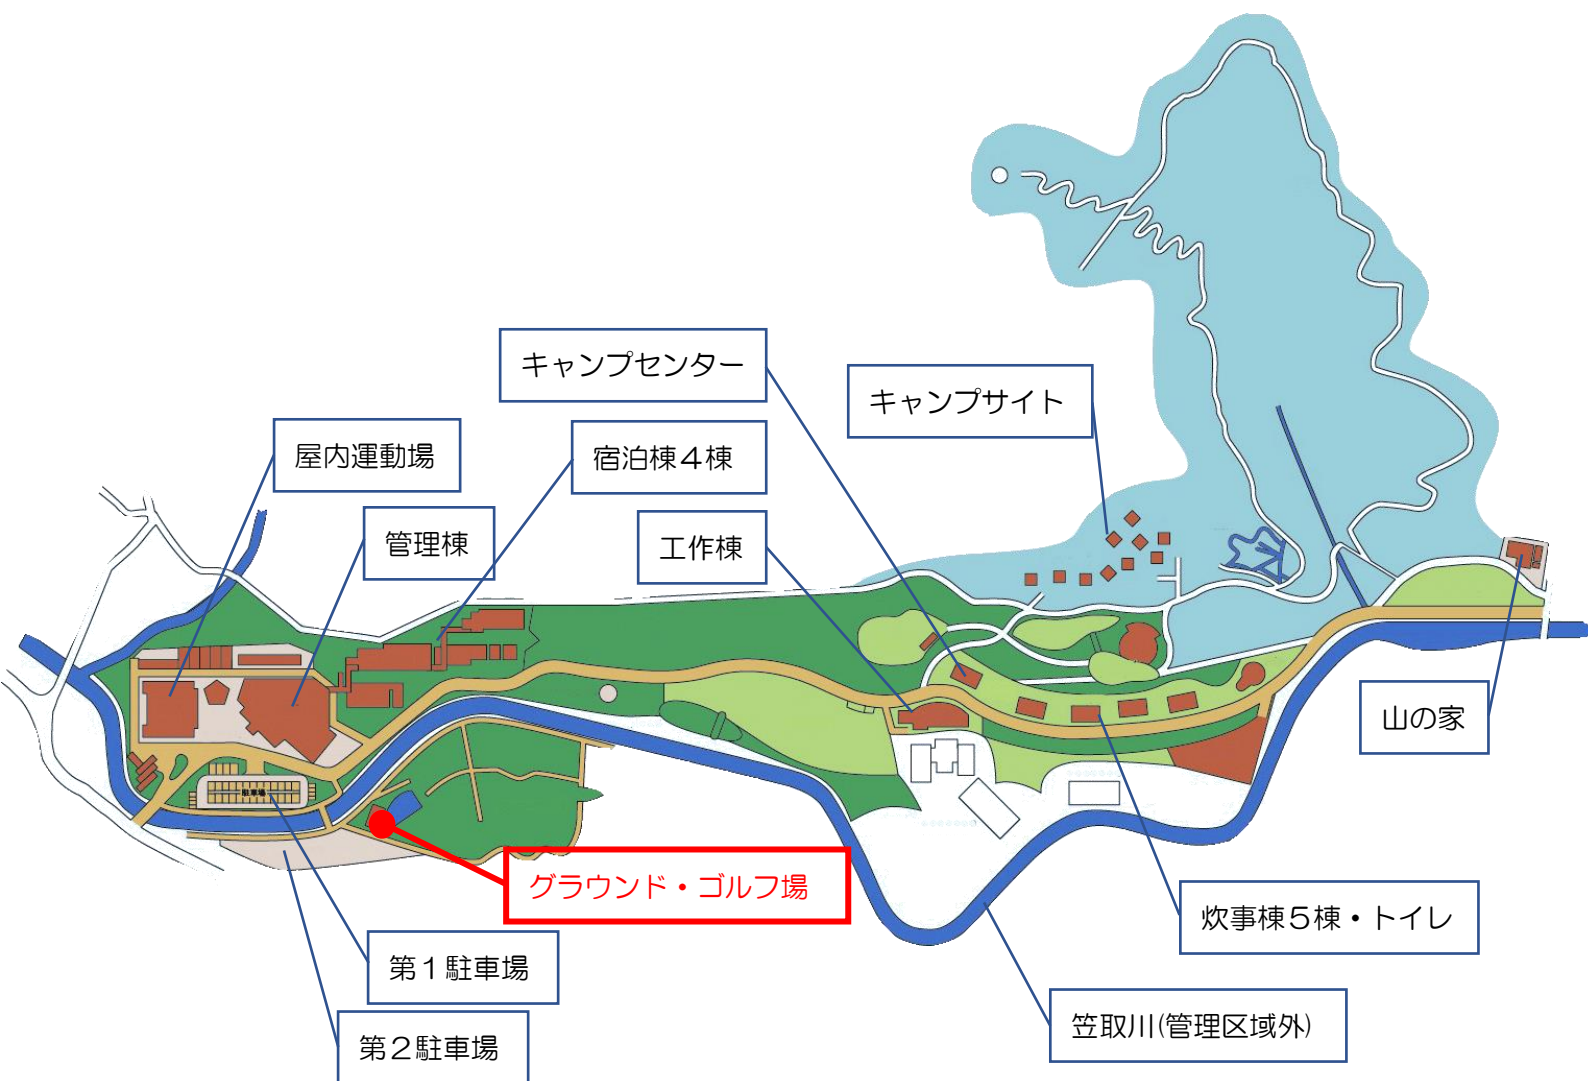 キャンプセンター
キャンプサイト
屋内運動場
宿泊棟４棟
管理棟
工作棟
山の家
駐車場
グラウンド・ゴルフ場
炊事棟５棟・トイレ
第１駐車場
笠取川(管理区域外)
第２駐車場